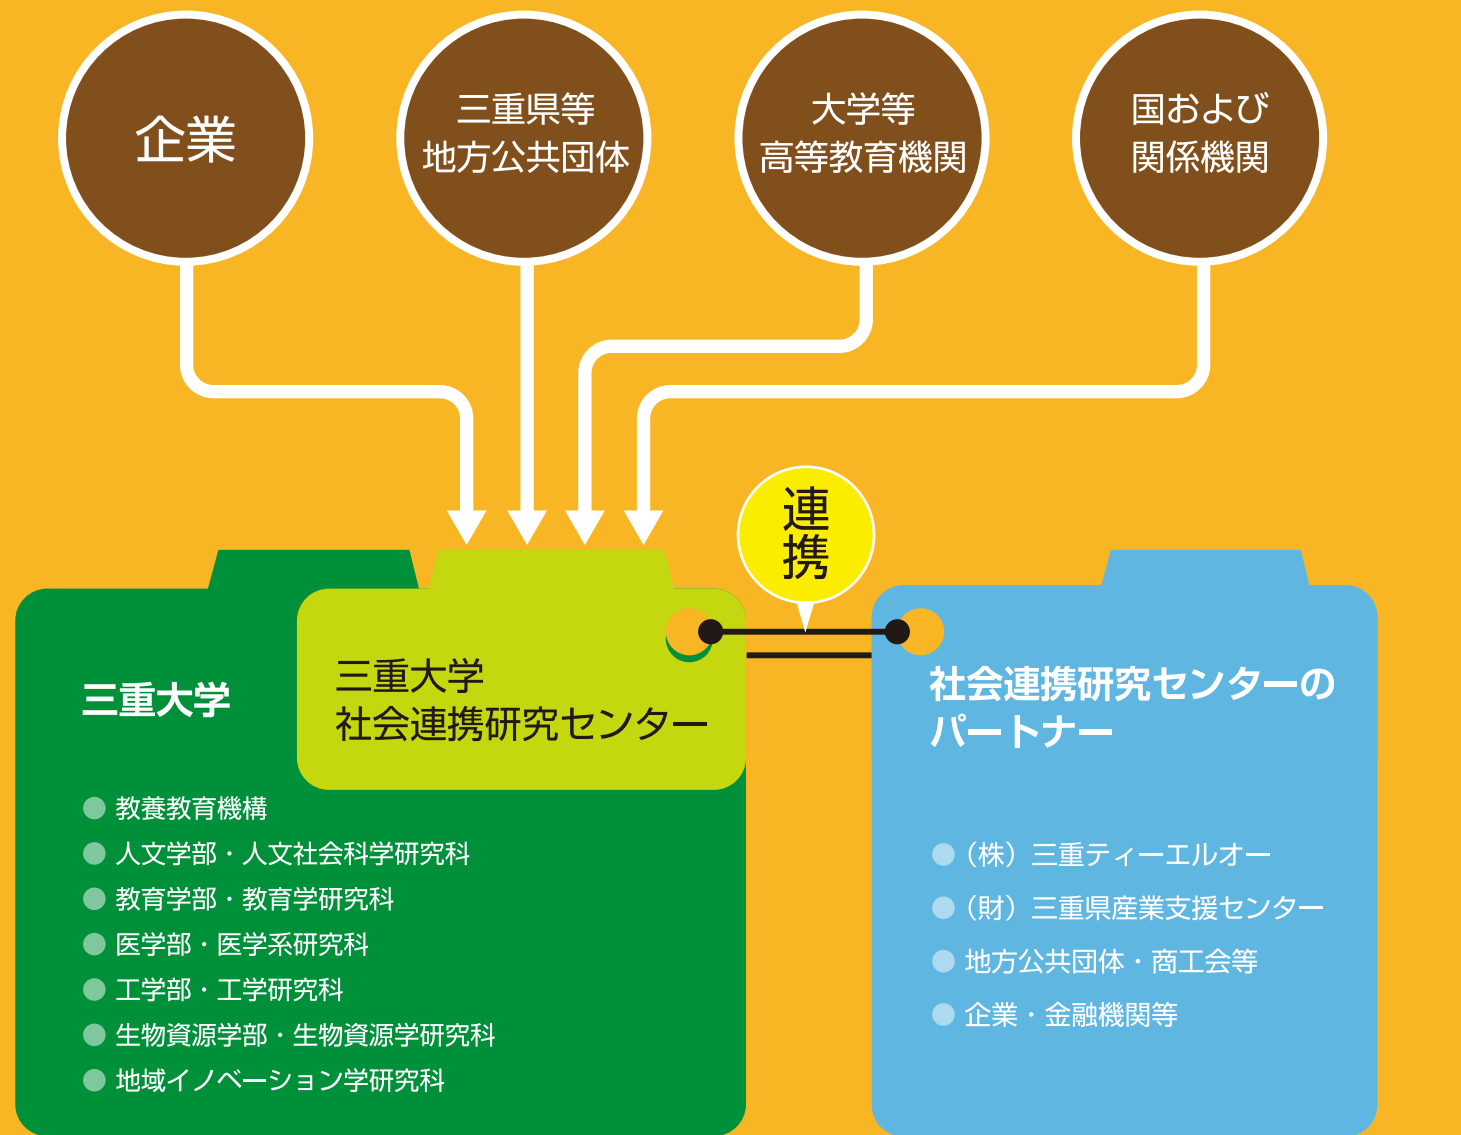 企業
三重県等
地方公共団体
大学等
高等教育機関
国および
関係機関
連
携
三重大学
三重大学
社会連携研究センター
教養教育機構
人文学部・人文社会科学研究科
教育学部・教育学研究科
医学部・医学系研究科
工学部・工学研究科
生物資源学部・生物資源学研究科
地域イノベーション学研究科
社会連携研究センターの
パートナー
（株）三重ティーエルオー
（財）三重県産業支援センター
地方公共団体・商工会等
企業・金融機関等